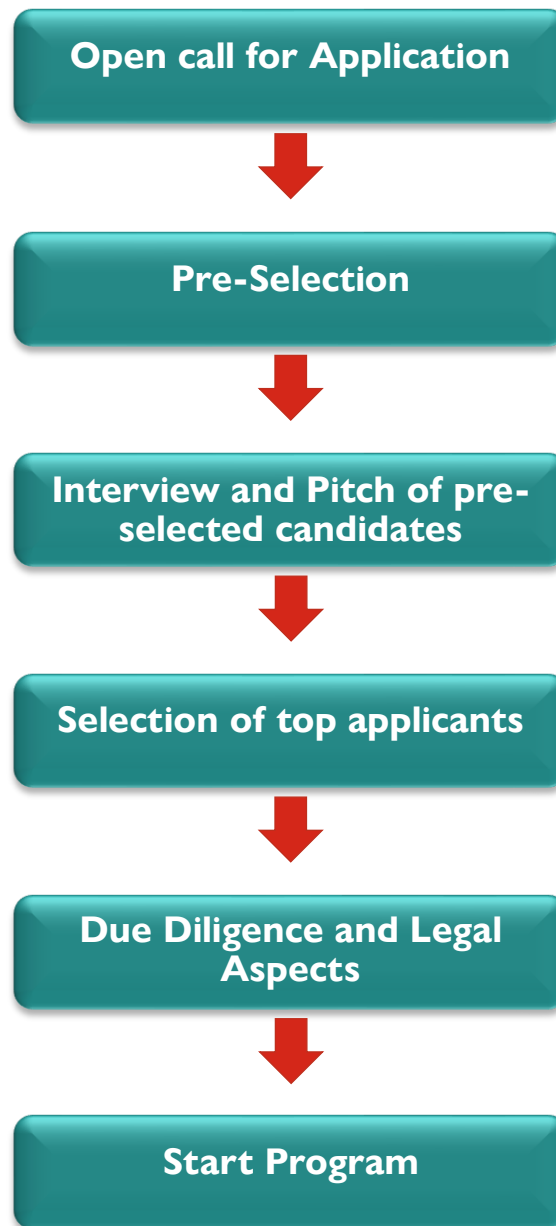 Open call for Application
Pre-Selection
Interview and Pitch of pre-
selected candidates
Selection of top applicants
Due Diligence and Legal
Aspects
Start Program